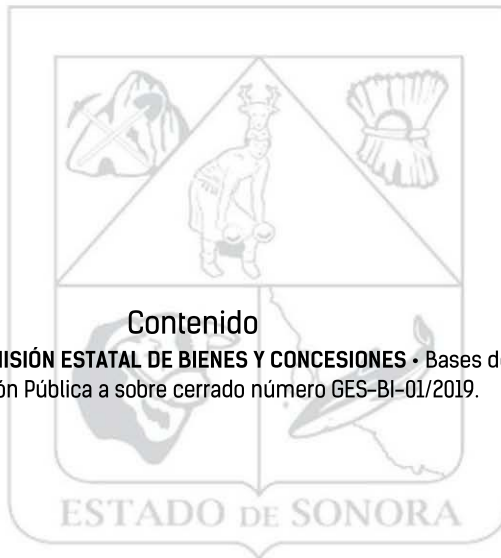 Contenido
ISIÓN ESTATAL DE BIENES Y CONCESIONES • Bases d
ón Pública a sobre cerrado número GES-BI-01/2019.
ESTADO DE SONORA